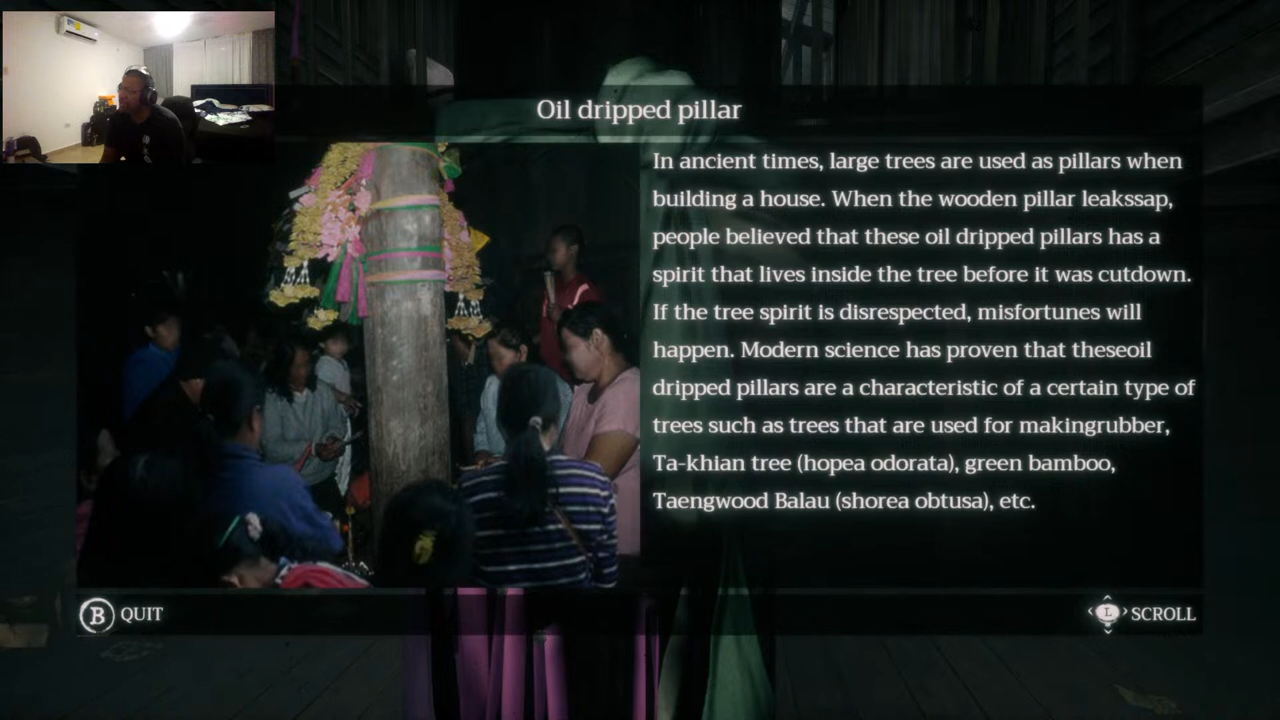 Oil dripped pillar
In ancient times, large trees are used as pillars when
building a house. When the wooden pillar leakssap,
people believed that these oil dripped pillars has a
spirit that lives inside the tree before it was cutdown.
If the tree spirit is disrespected, misfortunes will
happen. Modern science has proven that theseoil
dripped pillars are a characteristic of a certain type of
trees such as trees that are used for makingrubber,
Ta-khian tree (hopea odorata), green bamboo,
Taengwood Balau (shorea obtusa), etc.
B QUIT
L SCROLL